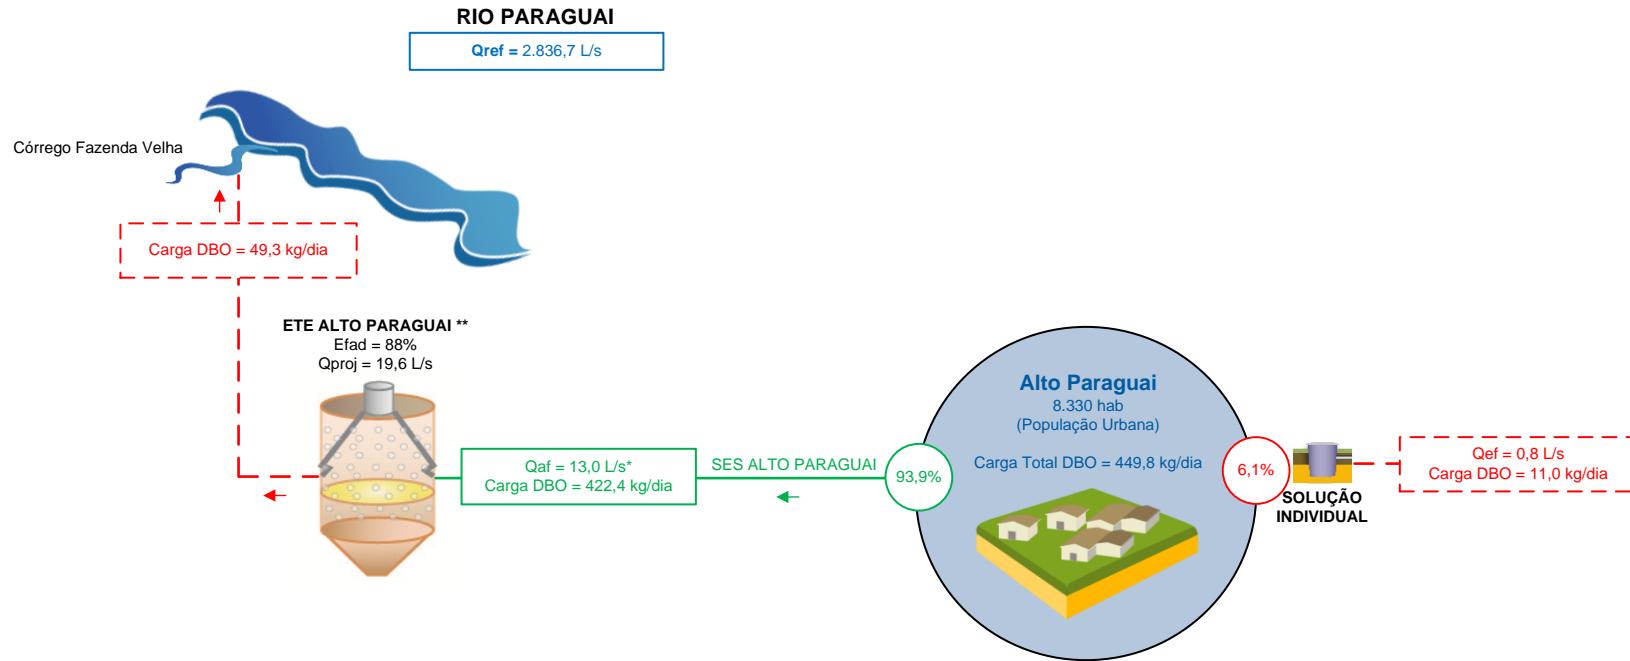 RIO PARAGUAI
Qref = 2.836,7 L/s
Córrego Fazenda Velha
Carga DBO = 49,3 kg/dia
ETE ALTO PARAGUAI **
Efad = 88%
Qproj = 19,6 L/s
Qaf = 13,0 L/s*
Carga DBO = 422,4 kg/dia
SES ALTO PARAGUAI
93,9%
Alto Paraguai
8.330 hab
(População Urbana)
Carga Total DBO = 449,8 kg/dia
6,1%
SOLUÇÃO
INDIVIDUAL
Qef = 0,8 L/s
Carga DBO = 11,0 kg/dia